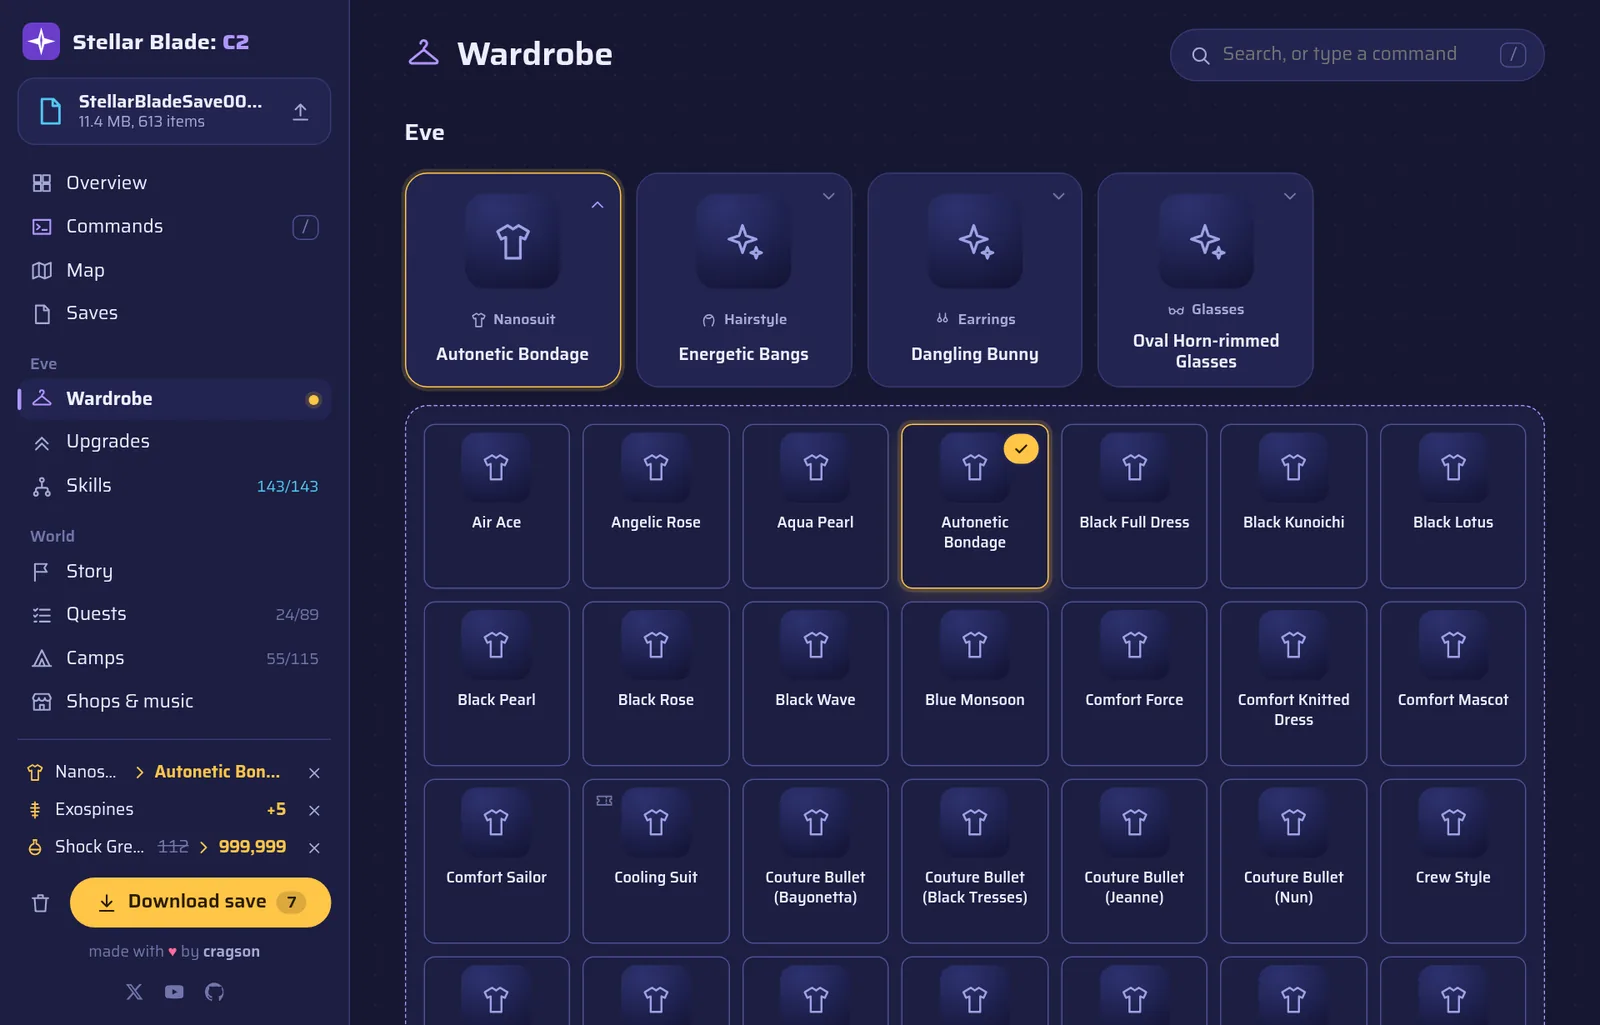 Stellar Blade: C2
StellarBladeSave00...
11.4 MB, 613 items
Overview
Commands /
Map
Saves
Eve
Wardrobe
Upgrades
Skills 143/143
World
Story
Quests 24/89
Camps 55/115
Shops & music
Nanos... > Autonetic Bon... ×
Exospines +5 ×
Shock Gre... 112 > 999,999 ×
Download save 7
made with ♥ by cragson
Wardrobe
Search, or type a command /
Eve
Nanosuit
Autonetic Bondage
Hairstyle
Energetic Bangs
Earrings
Dangling Bunny
Glasses
Oval Horn-rimmed
Glasses
Air Ace
Angelic Rose
Aqua Pearl
Autonetic
Bondage
Black Full Dress
Black Kunoichi
Black Lotus
Black Pearl
Black Rose
Black Wave
Blue Monsoon
Comfort Force
Comfort Knitted
Dress
Comfort Mascot
Comfort Sailor
Cooling Suit
Couture Bullet
(Bayonetta)
Couture Bullet
(Black Tresses)
Couture Bullet
(Jeanne)
Couture Bullet
(Nun)
Crew Style